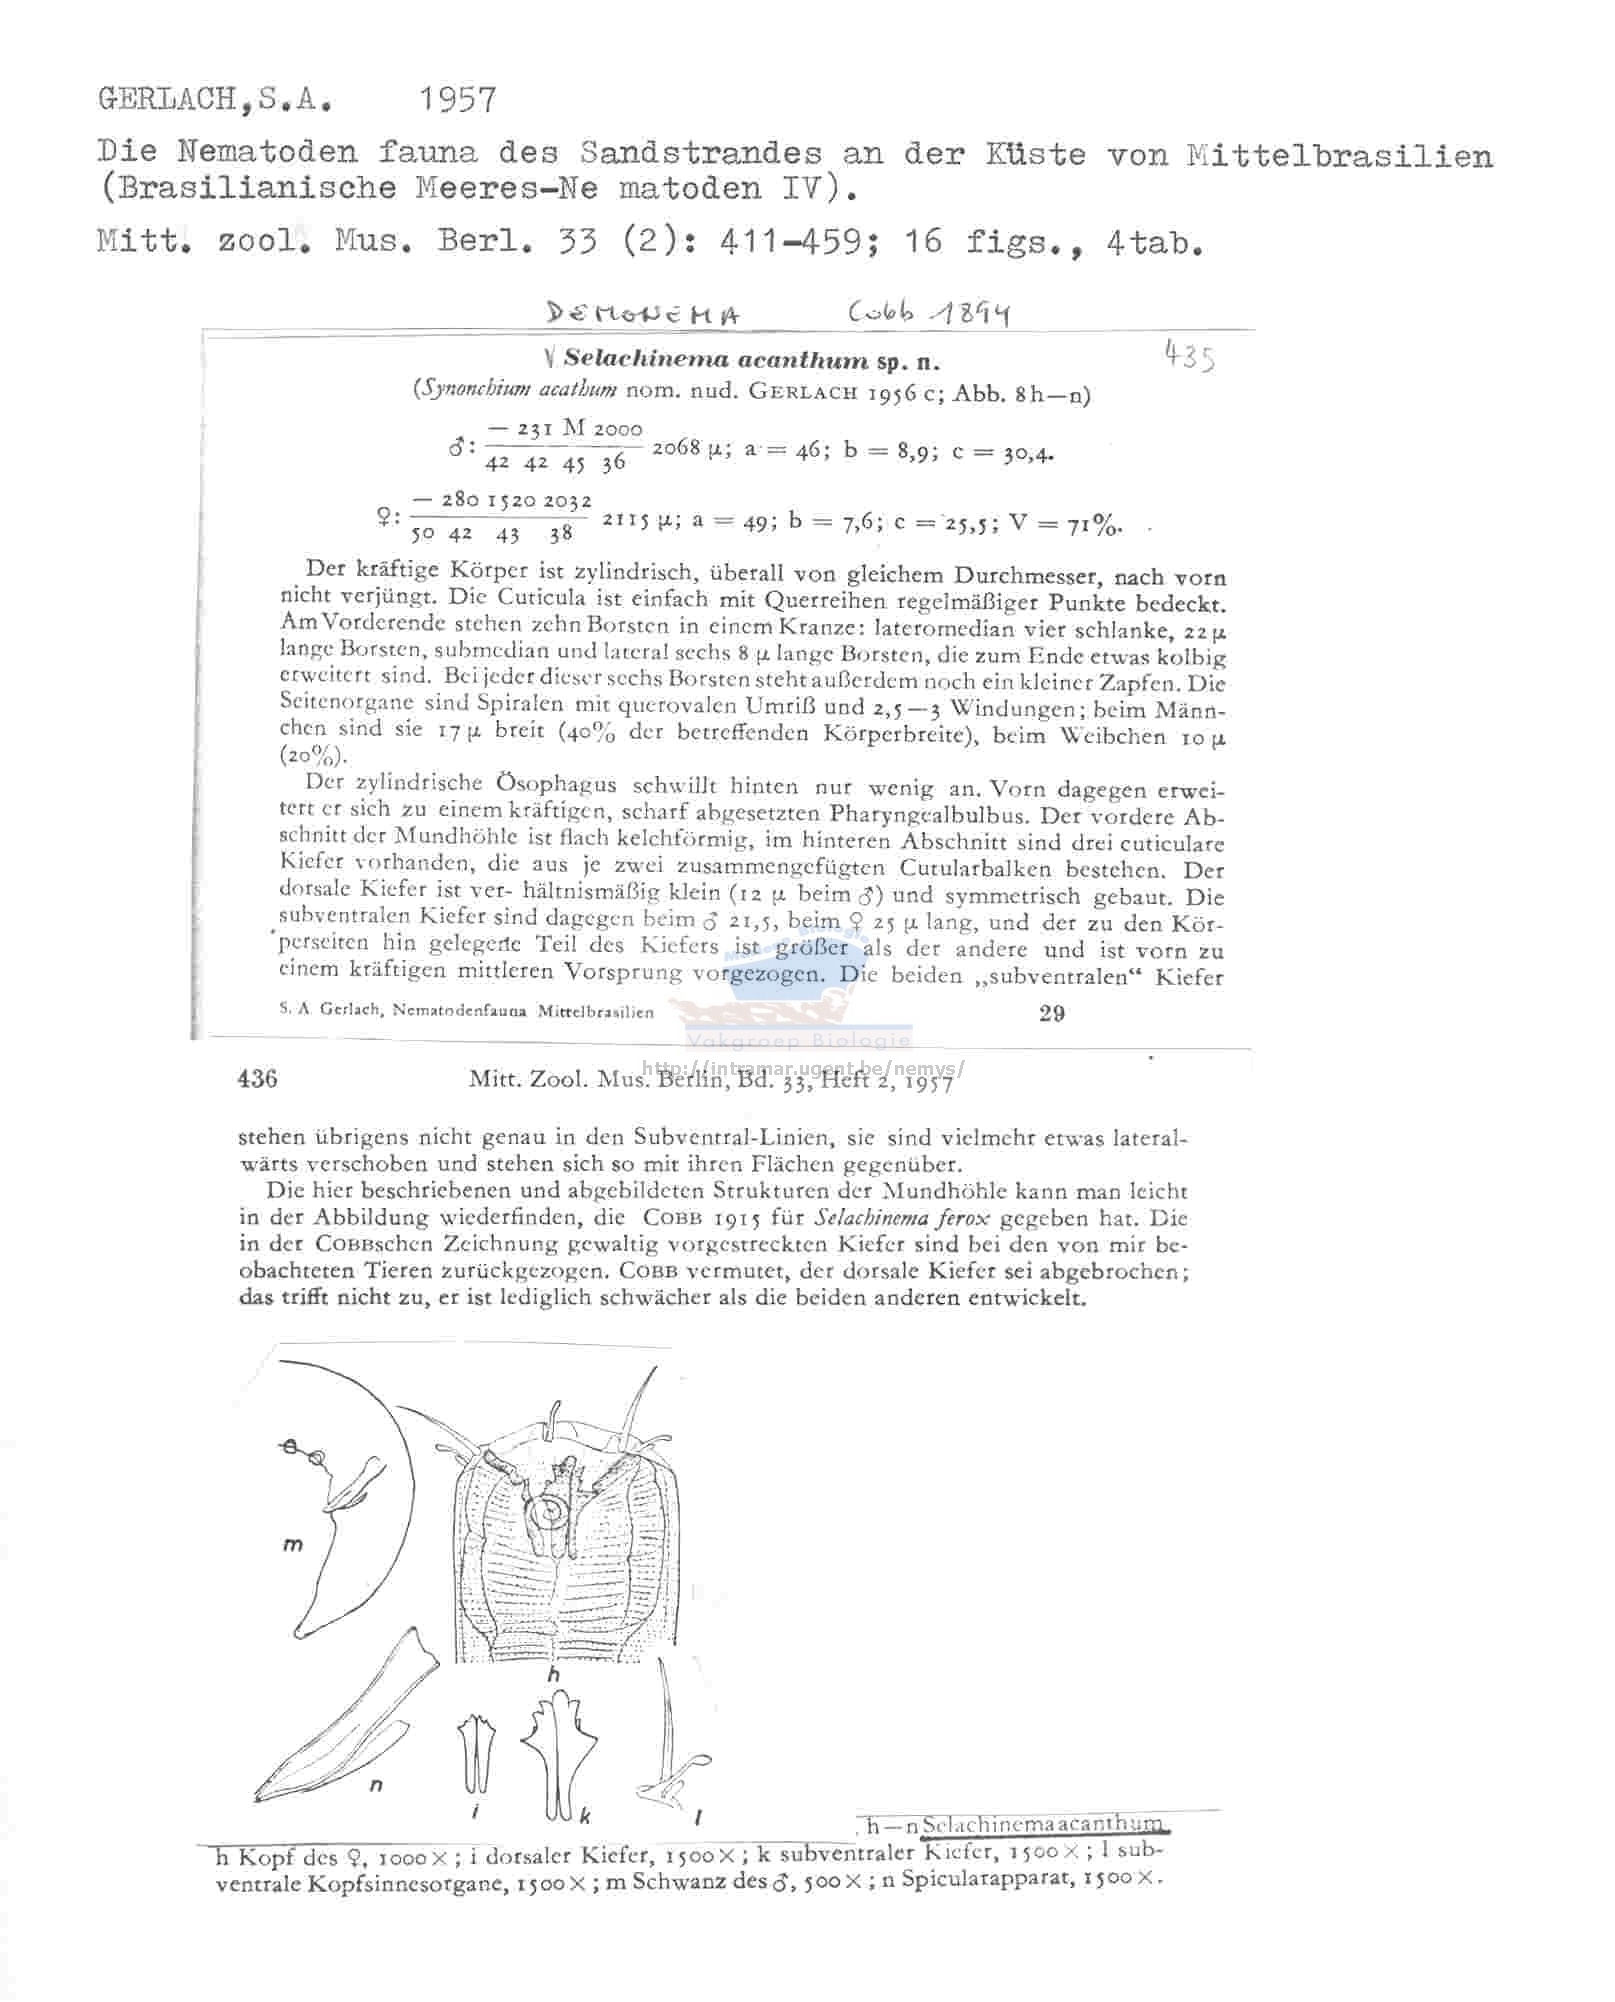 GERLACH,S.A. 1957
Die Nematoden fauna des Sandstrandes an der Küste von Mittelbrasilien
(Brasilianische Meeres-Ne matoden IV).
Mitt. zool. Mus. Berl. 33 (2): 411-459; 16 figs., 4tab.
DEMONEMA Cobb 1894
Selachinema acanthum sp. n.
435
(Synonchium acathum nom. nud. GERLACH 1956 c; Abb. 8h—n)
— 231 M 2000
♂: 2068 µ; a = 46; b = 8,9; c = 30,4.
42 42 45 36
— 280 1520 2032
♀: 2115 µ; a = 49; b = 7,6; c = 25,5; V = 71%.
50 42 43 38
Der kräftige Körper ist zylindrisch, überall von gleichem Durchmesser, nach vorn
nicht verjüngt. Die Cuticula ist einfach mit Querreihen regelmäßiger Punkte bedeckt.
Am Vorderende stehen zehn Borsten in einem Kranze: lateromedian vier schlanke, 22 µ
lange Borsten, submedian und lateral sechs 8 µ lange Borsten, die zum Ende etwas kolbig
erweitert sind. Bei jeder dieser sechs Borsten steht außerdem noch ein kleiner Zapfen. Die
Seitenorgane sind Spiralen mit querovalen Umriß und 2,5—3 Windungen; beim Männ-
chen sind sie 17 µ breit (40% der betreffenden Körperbreite), beim Weibchen 10 µ
(20%).
Der zylindrische Ösophagus schwillt hinten nur wenig an. Vorn dagegen erwei-
tert er sich zu einem kräftigen, scharf abgesetzten Pharyngealbulbus. Der vordere Ab-
schnitt der Mundhöhle ist flach kelchförmig, im hinteren Abschnitt sind drei cuticulare
Kiefer vorhanden, die aus je zwei zusammengefügten Cutularbalken bestehen. Der
dorsale Kiefer ist ver- hältnismäßig klein (12 µ beim ♂) und symmetrisch gebaut. Die
subventralen Kiefer sind dagegen beim ♂ 21,5, beim ♀ 25 µ lang, und der zu den Kör-
perseiten hin gelegerle Teil des Kiefers ist größer als der andere und ist vorn zu
einem kräftigen mittleren Vorsprung vorgezogen. Die beiden „subventralen“ Kiefer
Marine Biologie
S. A Gerlach, Nematodenfauna Mittelbrasilien 29
Vakgroep Biologie
http://intramar.ugent.be/nemys/
436 Mitt. Zool. Mus. Berlin, Bd. 33, Heft 2, 1957
stehen übrigens nicht genau in den Subventral-Linien, sie sind vielmehr etwas lateral-
wärts verschoben und stehen sich so mit ihren Flächen gegenüber.
Die hier beschriebenen und abgebildeten Strukturen der Mundhöhle kann man leicht
in der Abbildung wiederfinden, die COBB 1915 für Selachinema ferox gegeben hat. Die
in der COBBschen Zeichnung gewaltig vorgestreckten Kiefer sind bei den von mir be-
obachteten Tieren zurückgezogen. COBB vermutet, der dorsale Kiefer sei abgebrochen;
das trifft nicht zu, er ist lediglich schwächer als die beiden anderen entwickelt.
m
h
n
i
k
l
h—n Selachinema acanthum
h Kopf des ♀, 1000 ×; i dorsaler Kiefer, 1500 ×; k subventraler Kiefer, 1500 ×; l sub-
ventrale Kopfsinnesorgane, 1500 ×; m Schwanz des ♂, 500 ×; n Spicularapparat, 1500 ×.